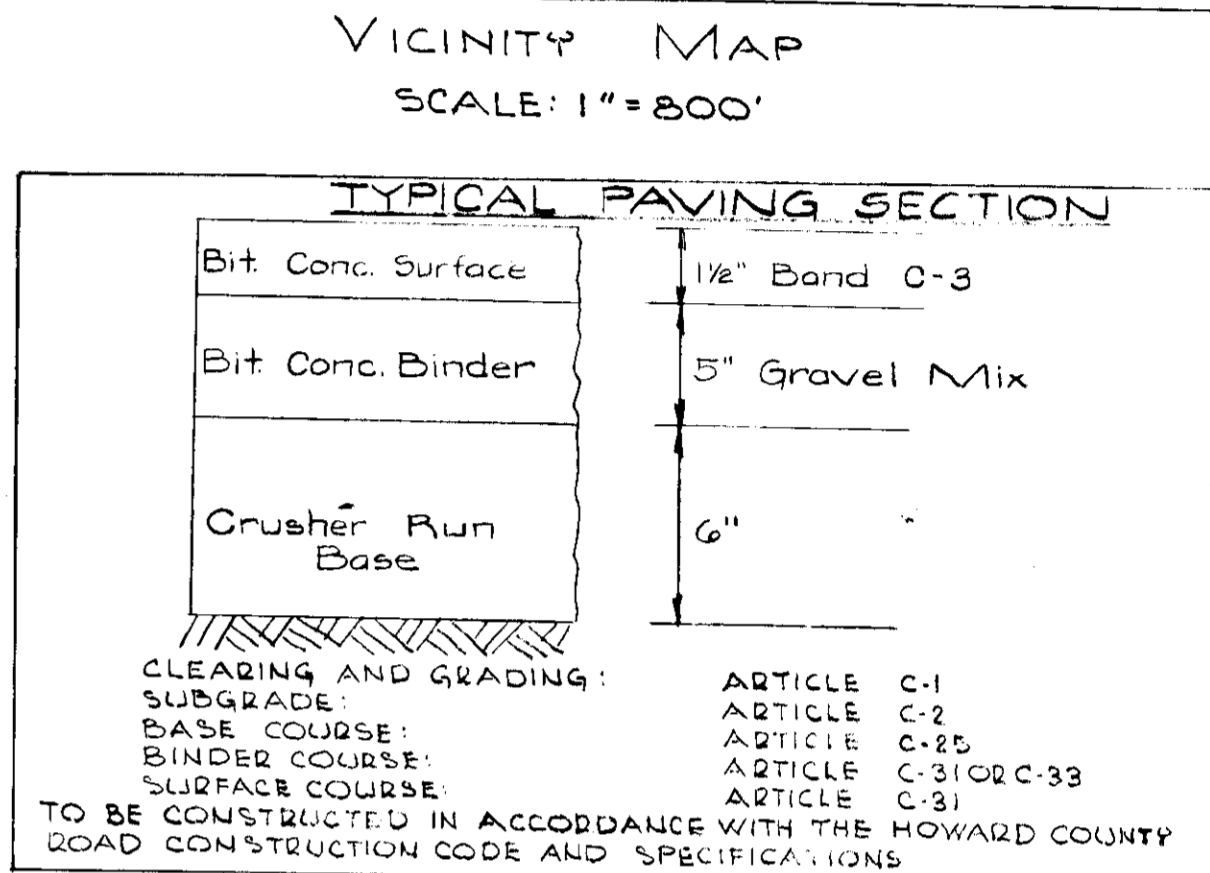 VICINITY MAP
SCALE: 1"=800'
TYPICAL PAVING SECTION
Bit. Conc. Surface
1½" Band C-3
Bit. Conc. Binder
5" Gravel Mix
Crusher Run
Base
6"
CLEARING AND GRADING: ARTICLE C-1
SUBGRADE: ARTICLE C-2
BASE COURSE: ARTICLE C-25
BINDER COURSE: ARTICLE C-31 OR C-33
SURFACE COURSE: ARTICLE C-31
TO BE CONSTRUCTED IN ACCORDANCE WITH THE HOWARD COUNTY
ROAD CONSTRUCTION CODE AND SPECIFICATIONS